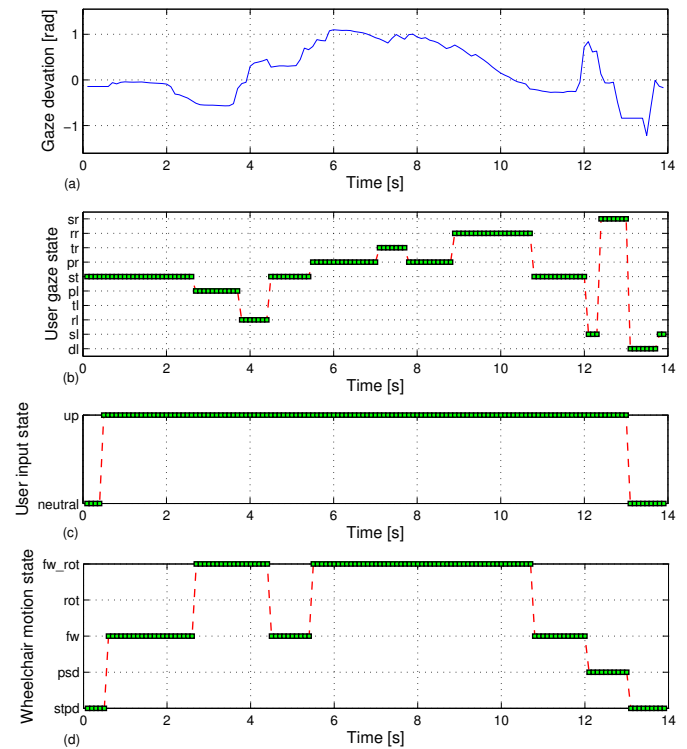 Gaze devation [rad]
1
0
−1
0 2 4 6 8 10 12 14
Time [s]
(a)
User gaze state
sr
rr
tr
pr
st
pl
tl
rl
sl
dl
0 2 4 6 8 10 12 14
Time [s]
(b)
User input state
up
neutral
0 2 4 6 8 10 12 14
Time [s]
(c)
Wheelchair motion state
fw_rot
rot
fw
psd
stpd
0 2 4 6 8 10 12 14
Time [s]
(d)